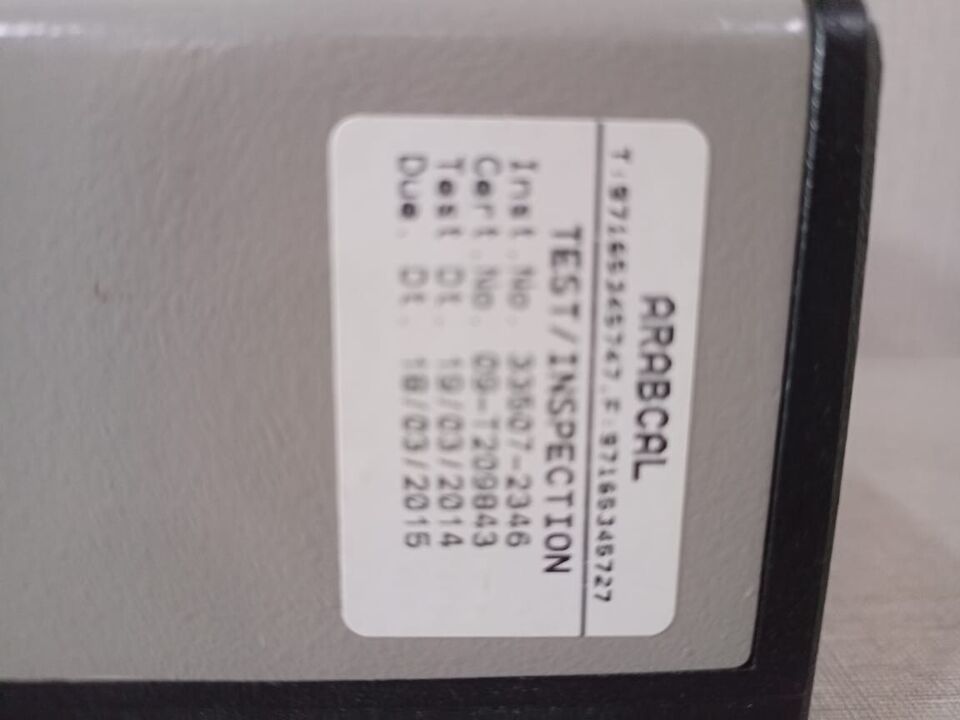 ARABCAL
T:97165345747,F:97165345727
TEST/INSPECTION
Inst.No. 33507-2346
Cert.No. 09-T209843
Test Dt. 19/03/2014
Due. Dt. 18/03/2015